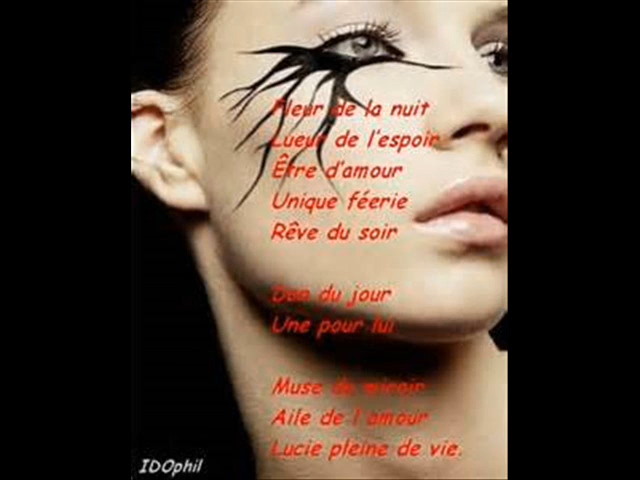 Fleur de la nuit
Lueur de l'espoir
Être d'amour
Unique féerie
Rêve du soir
Don du jour
Une pour lui
Muse du miroir
Aile de l'amour
Lucie pleine de vie.
IDOphil